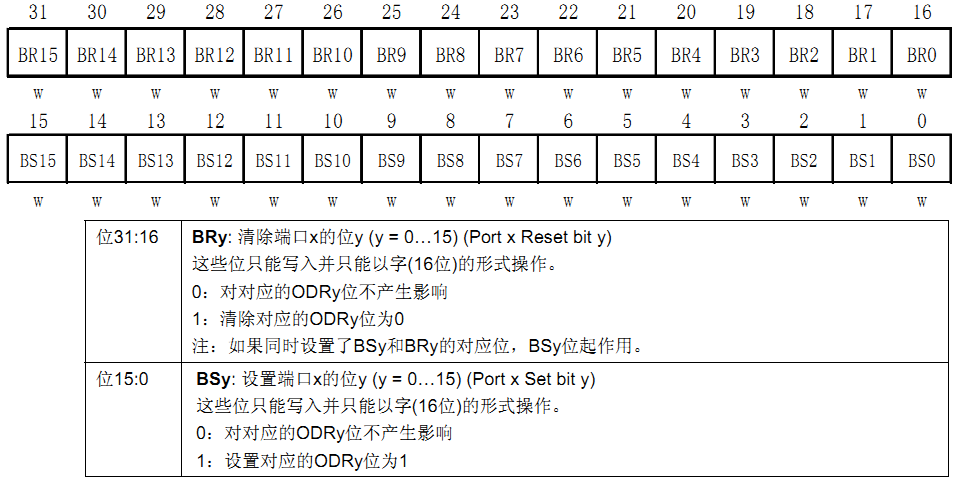 31 30 29 28 27 26 25 24 23 22 21 20 19 18 17 16
BR15 BR14 BR13 BR12 BR11 BR10 BR9 BR8 BR7 BR6 BR5 BR4 BR3 BR2 BR1 BR0
w w w w w w w w w w w w w w w w
15 14 13 12 11 10 9 8 7 6 5 4 3 2 1 0
BS15 BS14 BS13 BS12 BS11 BS10 BS9 BS8 BS7 BS6 BS5 BS4 BS3 BS2 BS1 BS0
w w w w w w w w w w w w w w w w
位31:16 BRy: 清除端口x的位y (y = 0…15) (Port x Reset bit y)
这些位只能写入并只能以字(16位)的形式操作。
0：对对应的ODRy位不产生影响
1：清除对应的ODRy位为0
注：如果同时设置了BSy和BRy的对应位，BSy位起作用。
位15:0 BSy: 设置端口x的位y (y = 0…15) (Port x Set bit y)
这些位只能写入并只能以字(16位)的形式操作。
0：对对应的ODRy位不产生影响
1：设置对应的ODRy位为1